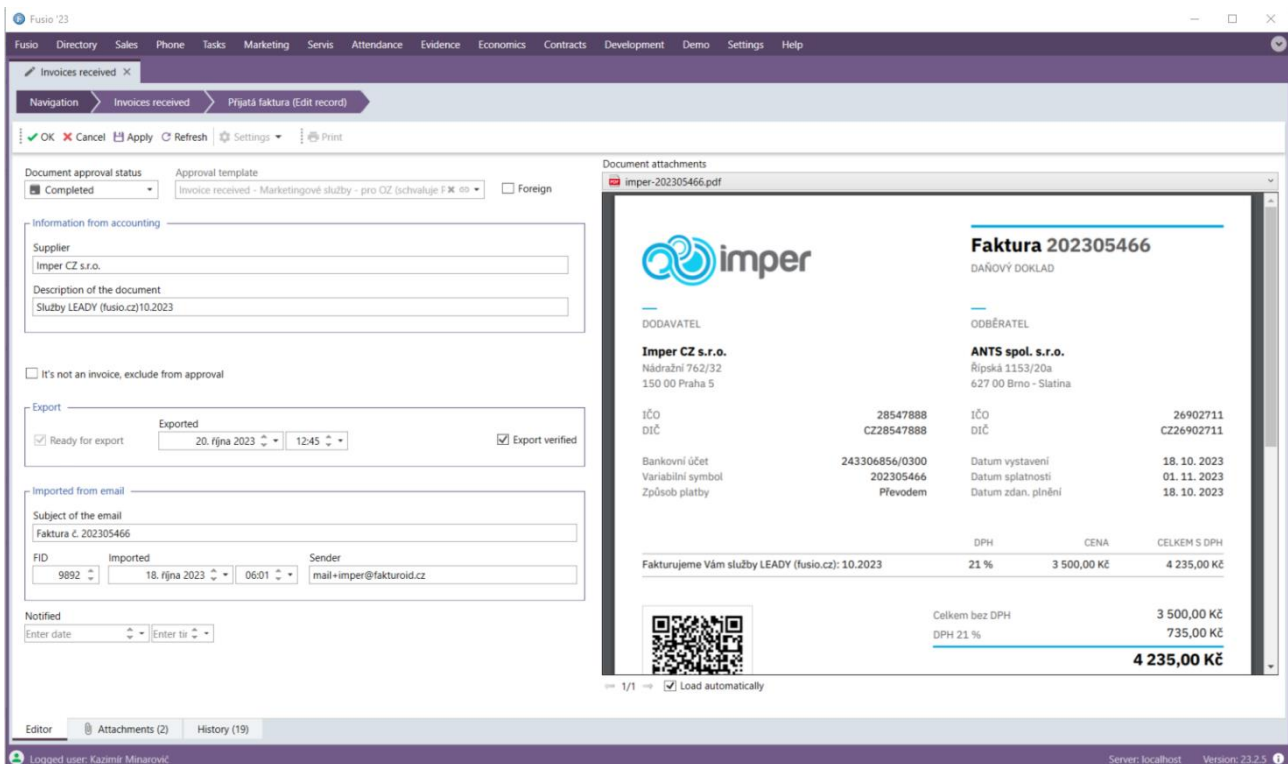 Fusio '23
Fusio Directory Sales Phone Tasks Marketing Servis Attendance Evidence Economics Contracts Development Demo Settings Help
Invoices received
Navigation Invoices received Přijatá faktura (Edit record)
OK Cancel Apply Refresh Settings Print
Document approval status Approval template
Completed Invoice received - Marketingové služby - pro OZ (schvaluje Foreign
Information from accounting
Supplier
Imper CZ s.r.o.
Description of the document
Služby LEADY (fusio.cz)10.2023
It's not an invoice, exclude from approval
Export
Exported
Ready for export 20. října 2023 12:45 Export verified
Imported from email
Subject of the email
Faktura č. 202305466
FID Imported Sender
9892 18. října 2023 06:01 mail+imper@fakturoid.cz
Notified
Enter date Enter tir
Document attachments
imper-202305466.pdf
imper
Faktura 202305466
DAŇOVÝ DOKLAD
DODAVATEL ODBĚRATEL
Imper CZ s.r.o. ANTS spol. s.r.o.
Nádražní 762/32 Řípská 1153/20a
150 00 Praha 5 627 00 Brno - Slatina
IČO 28547888 IČO 26902711
DIČ CZ28547888 DIČ CZ26902711
Bankovní účet 243306856/0300 Datum vystavení 18. 10. 2023
Variabilní symbol 202305466 Datum splatnosti 01. 11. 2023
Způsob platby Převodem Datum zdan. plnění 18. 10. 2023
DPH CENA CELKEM S DPH
Fakturujeme Vám služby LEADY (fusio.cz): 10.2023 21 % 3 500,00 Kč 4 235,00 Kč
Celkem bez DPH 3 500,00 Kč
DPH 21 % 735,00 Kč
4 235,00 Kč
1/1 Load automatically
Editor Attachments (2) History (19)
Logged user: Kazimír Minarovič Server: localhost Version: 23.2.5